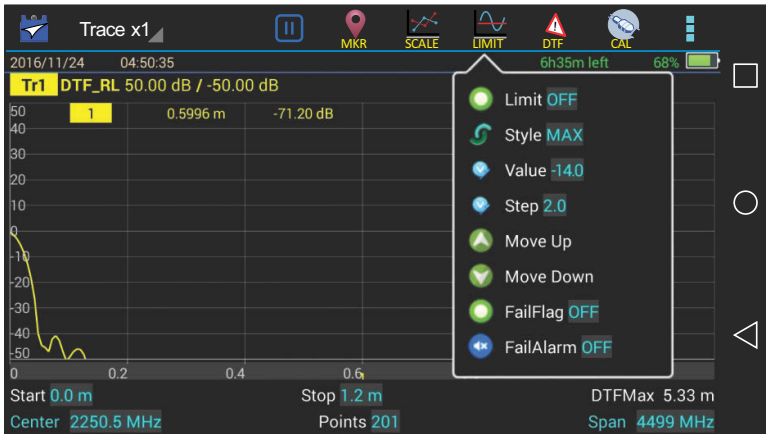 Trace x1
MKR SCALE LIMIT DTF CAL
2016/11/24 04:50:35 6h35m left 68%
Tr1 DTF_RL 50.00 dB / -50.00 dB
50 1 0.5996 m -71.20 dB
40
30
20
10
0
-10
-20
-30
-40
-50
0 0.2 0.4 0.6
Limit OFF
Style MAX
Value -14.0
Step 2.0
Move Up
Move Down
FailFlag OFF
FailAlarm OFF
Start 0.0 m Stop 1.2 m DTFMax 5.33 m
Center 2250.5 MHz Points 201 Span 4499 MHz